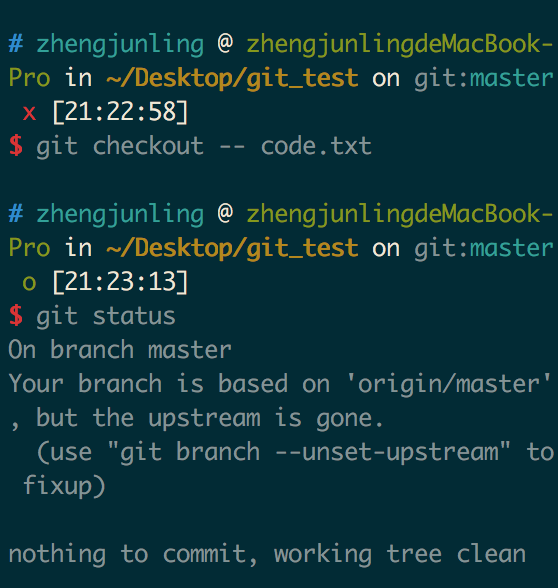 # zhengjunling @ zhengjunlingdeMacBook-
Pro in ~/Desktop/git_test on git:master
x [21:22:58]
$ git checkout -- code.txt
# zhengjunling @ zhengjunlingdeMacBook-
Pro in ~/Desktop/git_test on git:master
o [21:23:13]
$ git status
On branch master
Your branch is based on 'origin/master'
, but the upstream is gone.
(use "git branch --unset-upstream" to
fixup)
nothing to commit, working tree clean